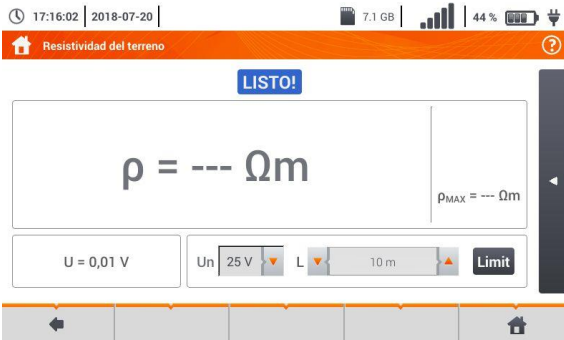 17:16:02 2018-07-20 7.1 GB 44 %
Resistividad del terreno ?
LISTO!
ρ = --- Ωm
ρMAX = --- Ωm
U = 0,01 V Un 25 V L 10 m Limit